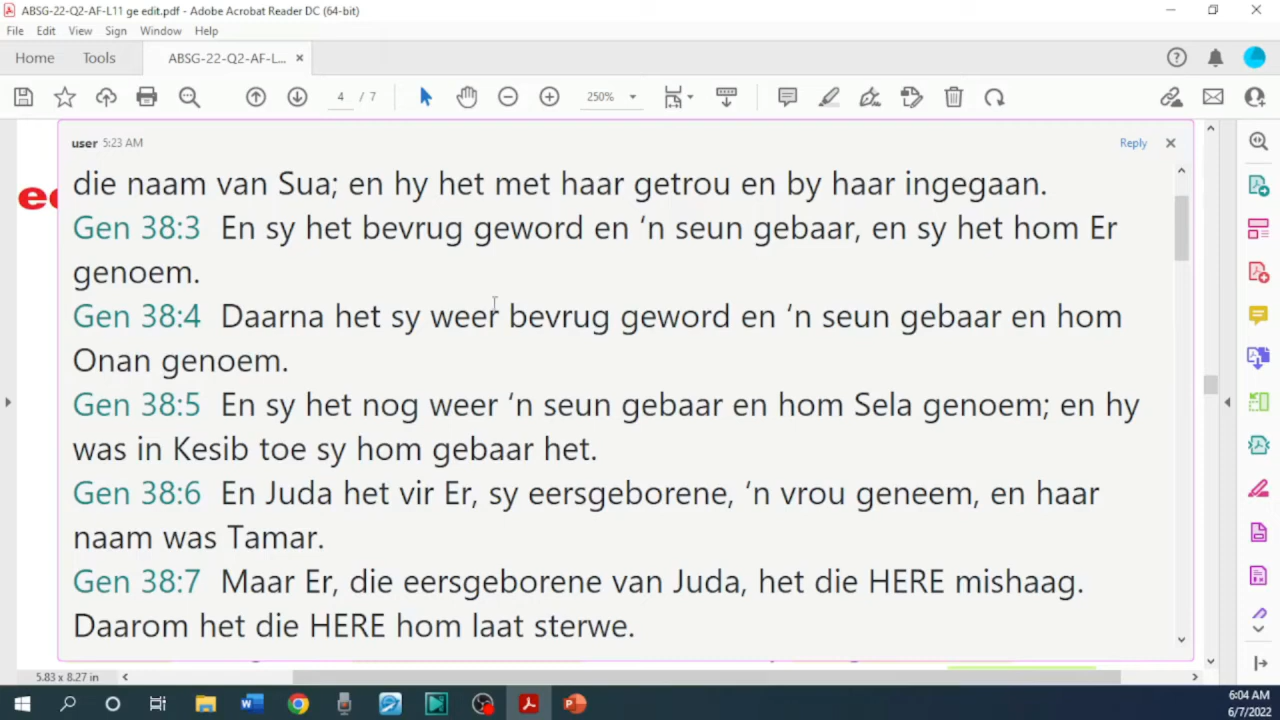 ABSG-22-Q2-AF-L11 ge edit.pdf - Adobe Acrobat Reader DC (64-bit)
File Edit View Sign Window Help
Home Tools ABSG-22-Q2-AF-L... ×
4 / 7 250%
user 5:23 AM Reply
die naam van Sua; en hy het met haar getrou en by haar ingegaan.
Gen 38:3 En sy het bevrug geword en ‘n seun gebaar, en sy het hom Er
genoem.
Gen 38:4 Daarna het sy weer bevrug geword en ‘n seun gebaar en hom
Onan genoem.
Gen 38:5 En sy het nog weer ‘n seun gebaar en hom Sela genoem; en hy
was in Kesib toe sy hom gebaar het.
Gen 38:6 En Juda het vir Er, sy eersgeborene, ‘n vrou geneem, en haar
naam was Tamar.
Gen 38:7 Maar Er, die eersgeborene van Juda, het die HERE mishaag.
Daarom het die HERE hom laat sterwe.
5.83 x 8.27 in
6:04 AM
6/7/2022